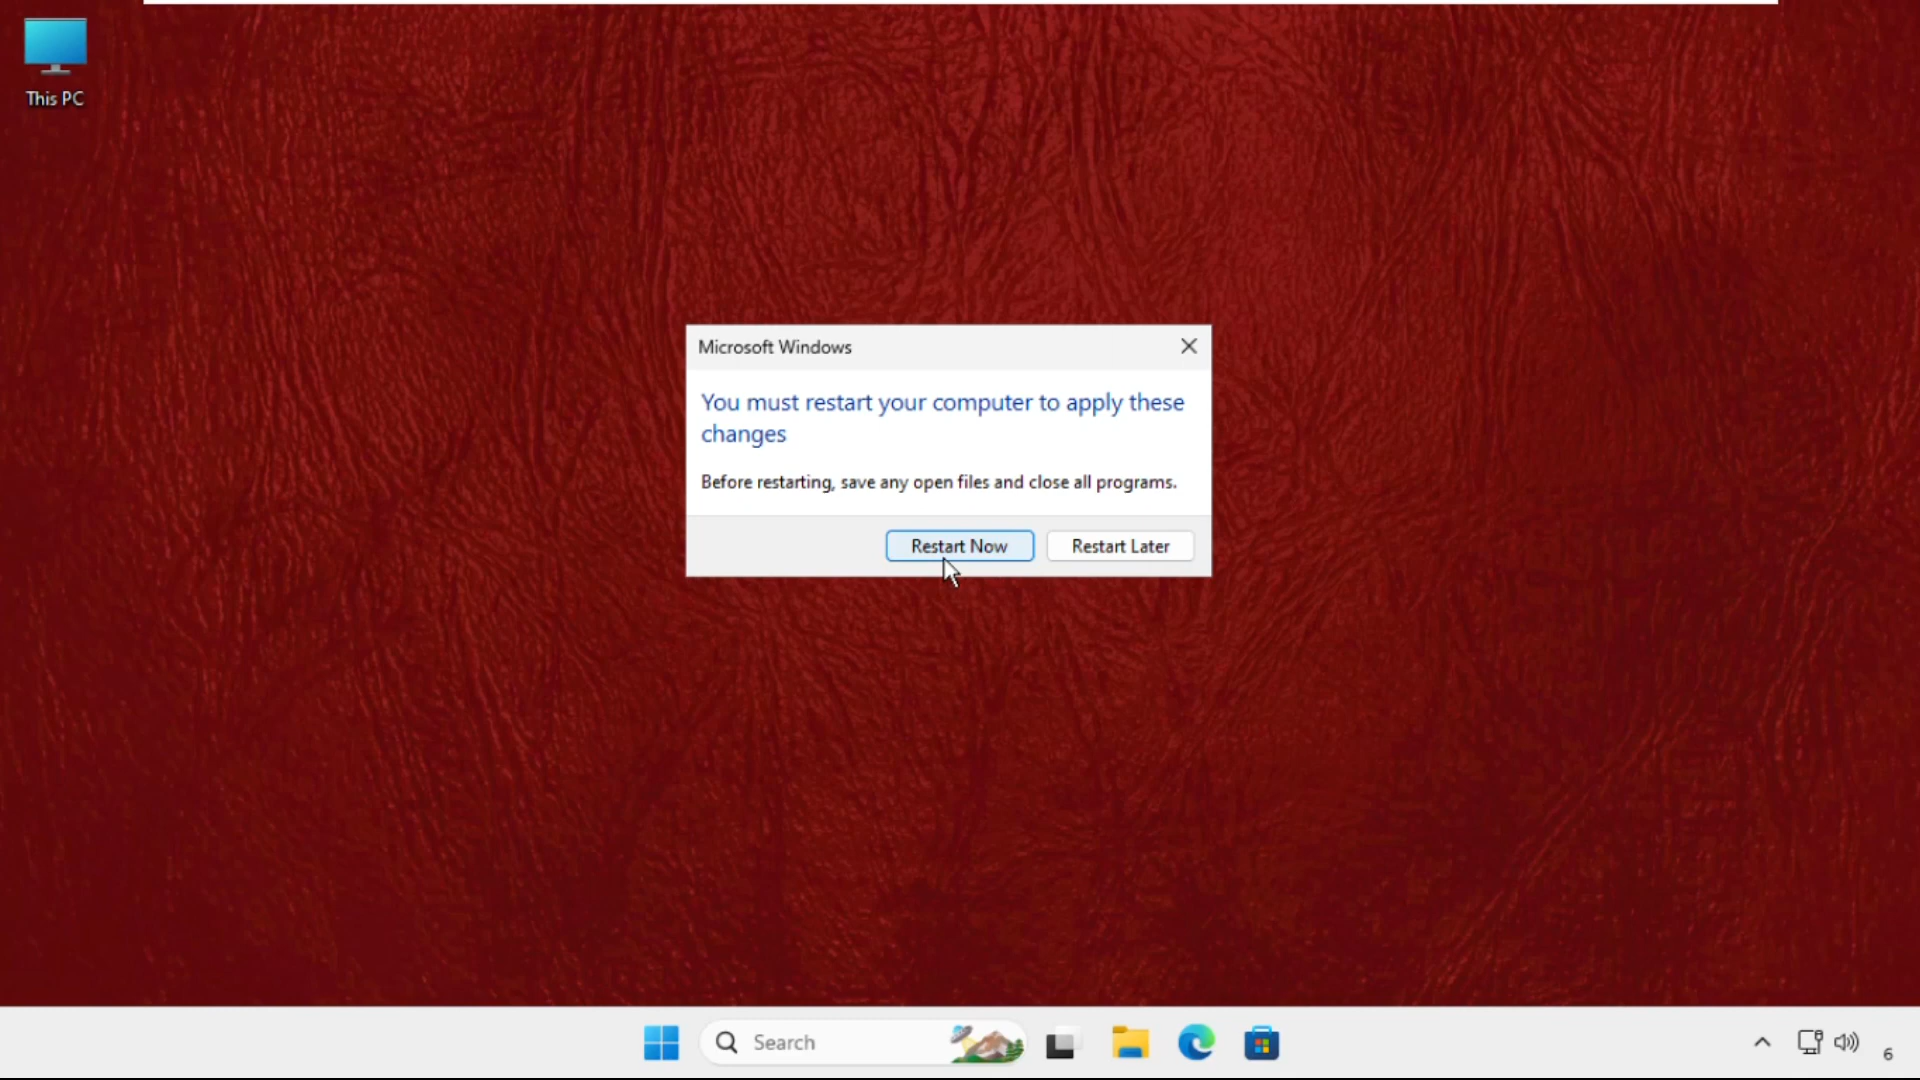 This PC
Microsoft Windows
You must restart your computer to apply these
changes
Before restarting, save any open files and close all programs.
Restart Now
Restart Later
Search
6